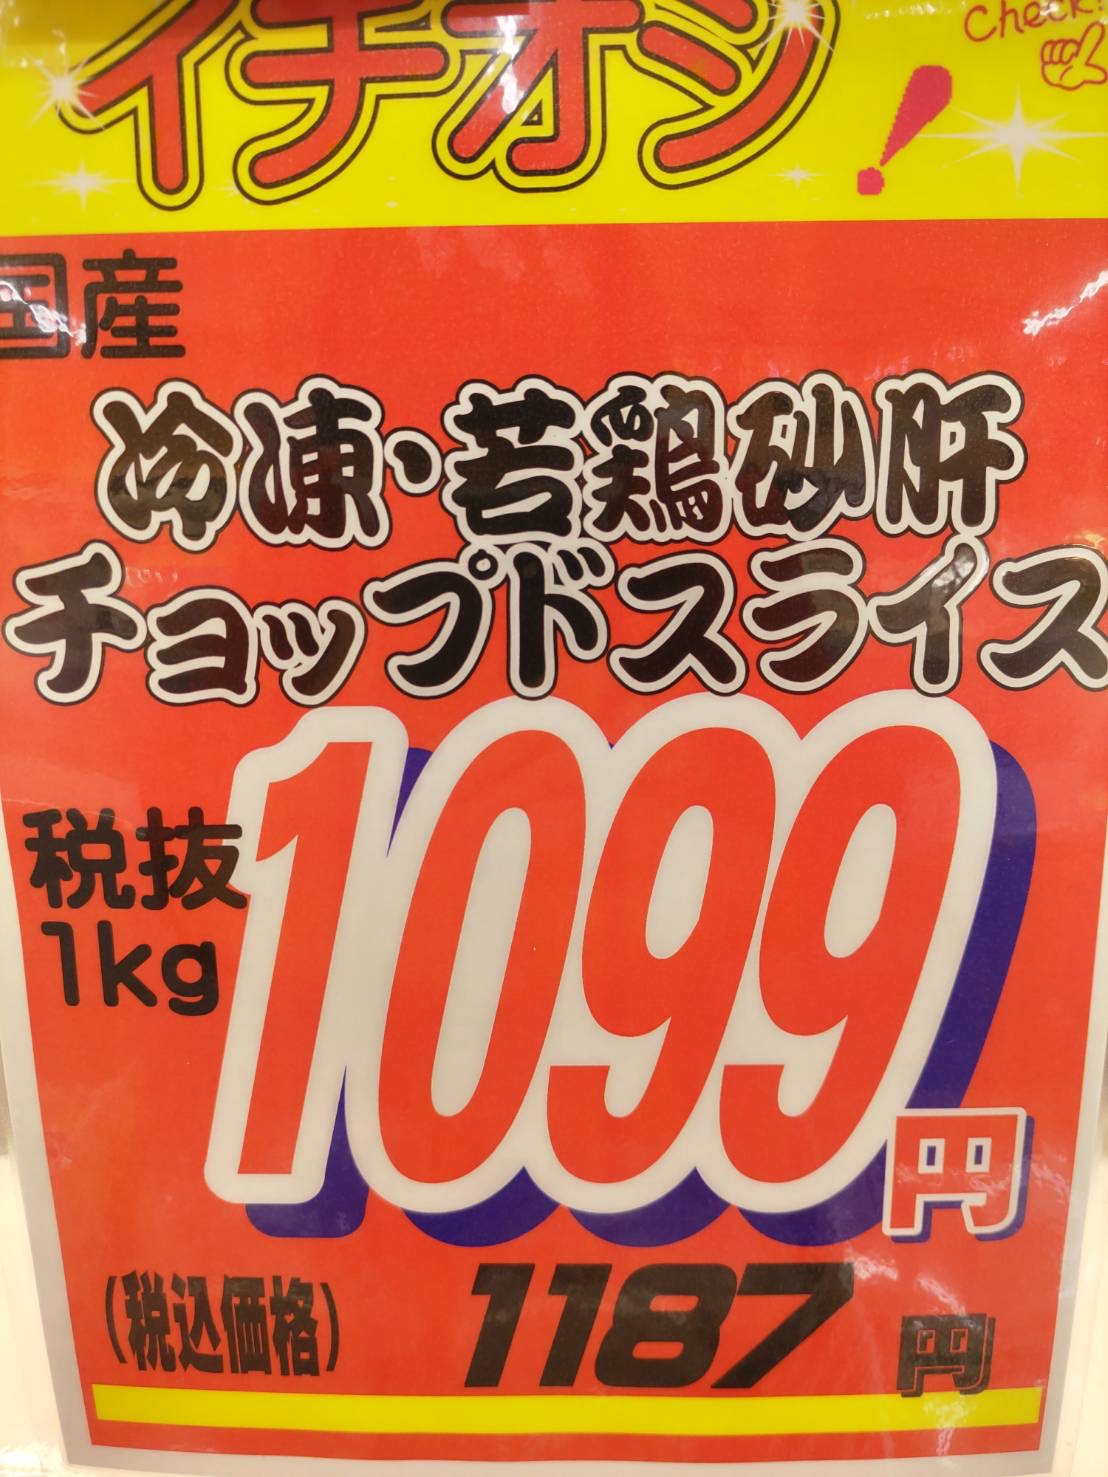 イチオシ!
Check!
国産
冷凍・若鶏砂肝
チョップドスライス
税抜
1kg
1099円
(税込価格) 1187円